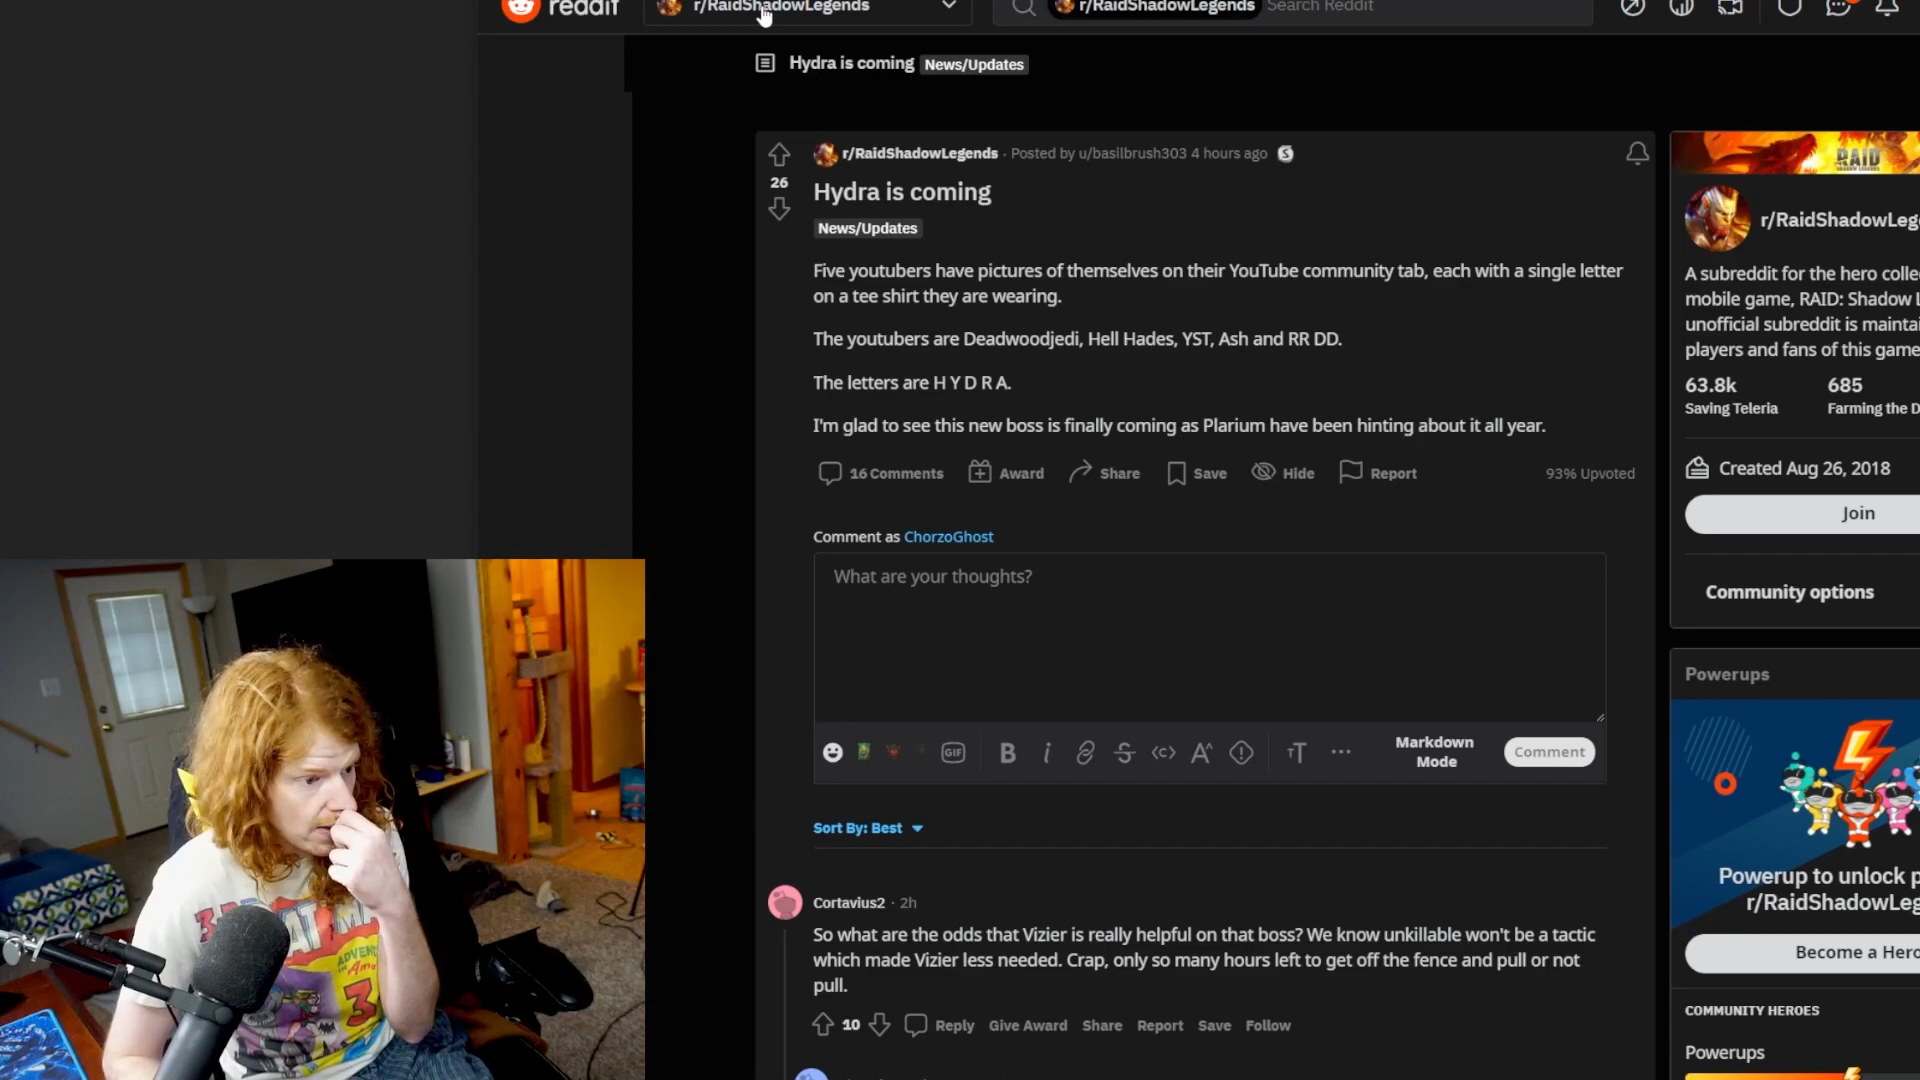 reddit r/RaidShadowLegends r/RaidShadowLegends Search Reddit
Hydra is coming News/Updates
r/RaidShadowLegends · Posted by u/basilbrush303 4 hours ago
26
Hydra is coming
News/Updates
Five youtubers have pictures of themselves on their YouTube community tab, each with a single letter
on a tee shirt they are wearing.
The youtubers are Deadwoodjedi, Hell Hades, YST, Ash and RR DD.
The letters are H Y D R A.
I'm glad to see this new boss is finally coming as Plarium have been hinting about it all year.
16 Comments Award Share Save Hide Report 93% Upvoted
Comment as ChorzoGhost
What are your thoughts?
GIF B i A T
Markdown
Mode
Comment
Sort By: Best
Cortavius2 · 2h
So what are the odds that Vizier is really helpful on that boss? We know unkillable won't be a tactic
which made Vizier less needed. Crap, only so many hours left to get off the fence and pull or not
pull.
10 Reply Give Award Share Report Save Follow
RAID
r/RaidShadowLeg
A subreddit for the hero colle
mobile game, RAID: Shadow L
unofficial subreddit is maintai
players and fans of this game
63.8k 685
Saving Teleria Farming the D
Created Aug 26, 2018
Join
Community options
Powerups
Powerup to unlock p
r/RaidShadowLeg
Become a Hero
COMMUNITY HEROES
Powerups